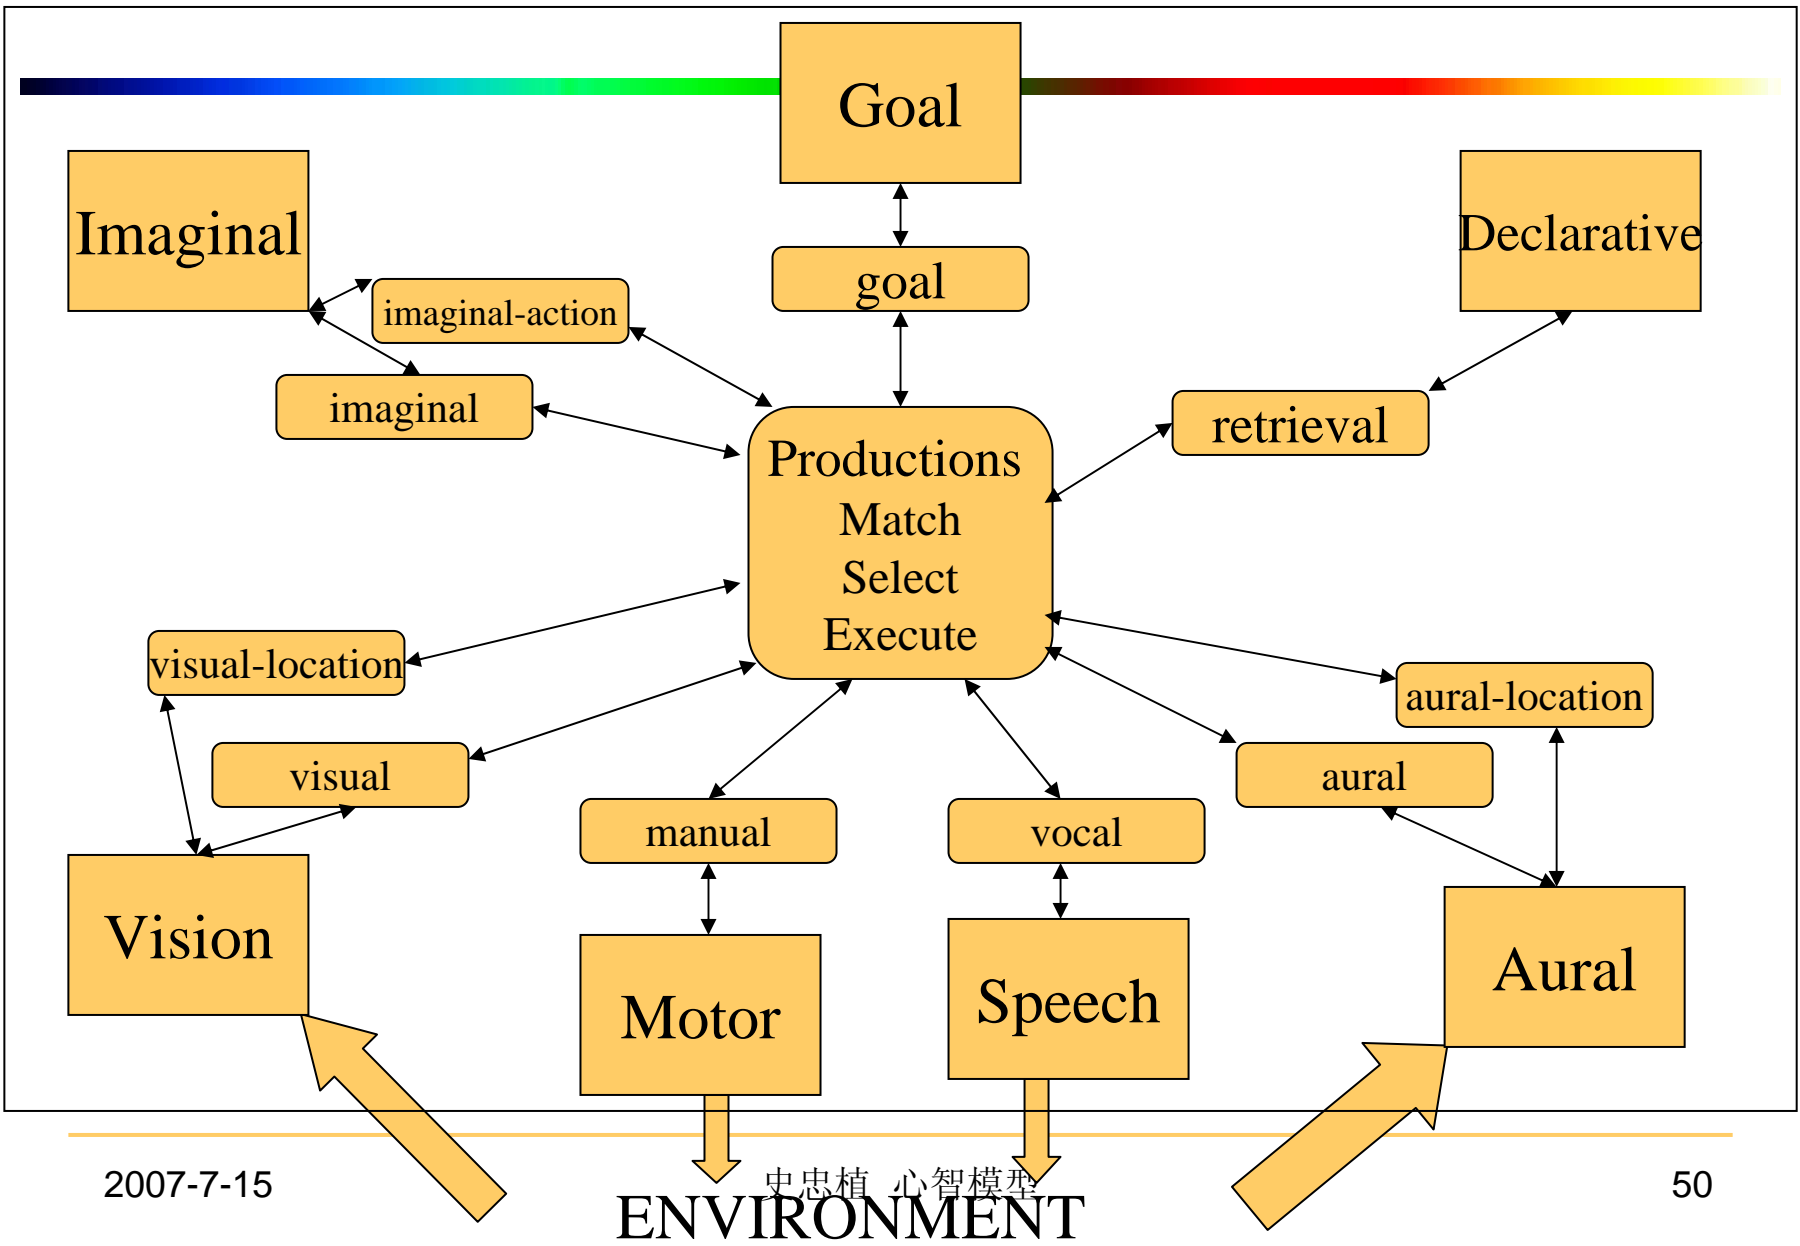 Goal
Imaginal
Declarative
goal
imaginal-action
imaginal
retrieval
Productions
Match
Select
Execute
visual-location
aural-location
visual
aural
manual
vocal
Vision
Motor
Speech
Aural
2007-7-15
史忠植 心智模型
50
ENVIRONMENT